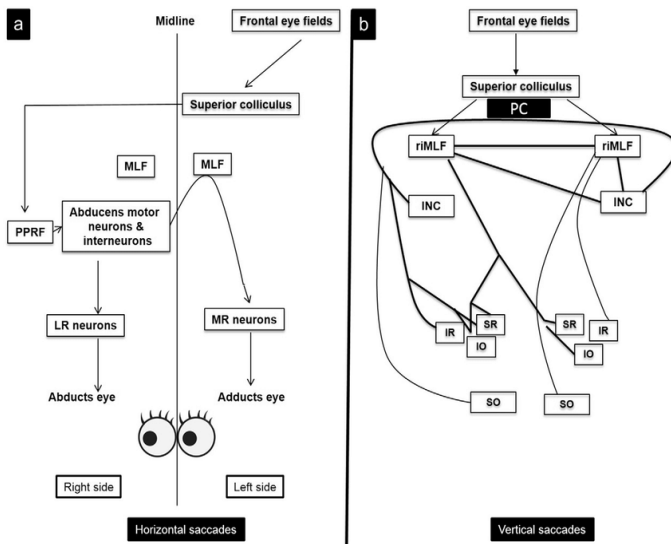 a
Midline
Frontal eye fields
Superior colliculus
MLF
MLF
PPRF
Abducens motor
neurons &
interneurons
LR neurons
MR neurons
Abducts eye
Adducts eye
Right side
Left side
Horizontal saccades
b
Frontal eye fields
Superior colliculus
PC
riMLF
riMLF
INC
INC
IR
SR
IO
SR
IR
IO
SO
SO
Vertical saccades